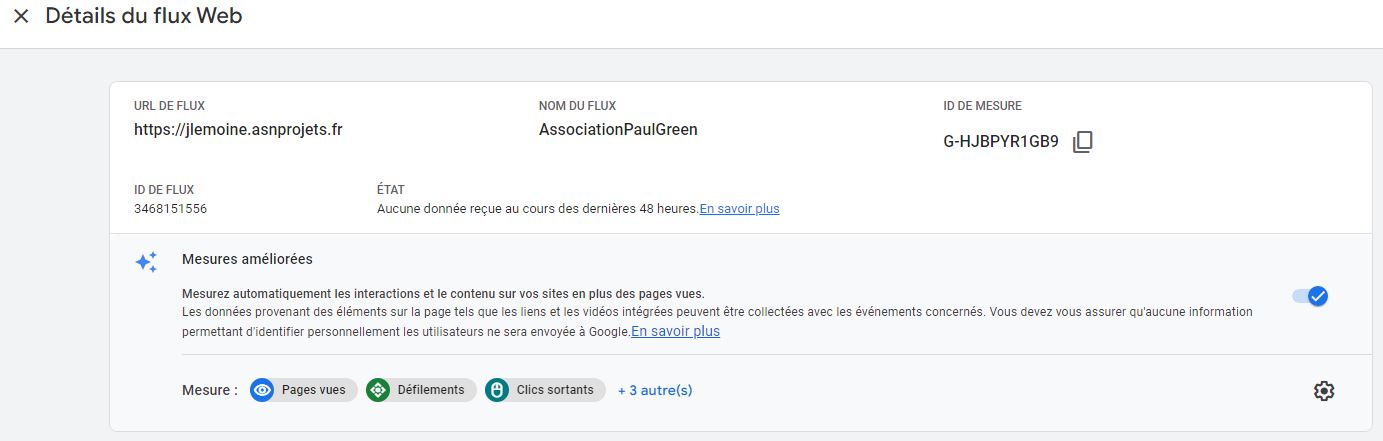 Détails du flux Web
URL DE FLUX
NOM DU FLUX
ID DE MESURE
https://jlemoine.asnprojets.fr
AssociationPaulGreen
G-HJBPYR1GB9
ID DE FLUX
ÉTAT
3468151556
Aucune donnée reçue au cours des dernières 48 heures.En savoir plus
Mesures améliorées
Mesurez automatiquement les interactions et le contenu sur vos sites en plus des pages vues.
Les données provenant des éléments sur la page tels que les liens et les vidéos intégrées peuvent être collectées avec les événements concernés. Vous devez vous assurer qu'aucune information
permettant d'identifier personnellement les utilisateurs ne sera envoyée à Google.En savoir plus
Mesure : Pages vues Défilements Clics sortants + 3 autre(s)